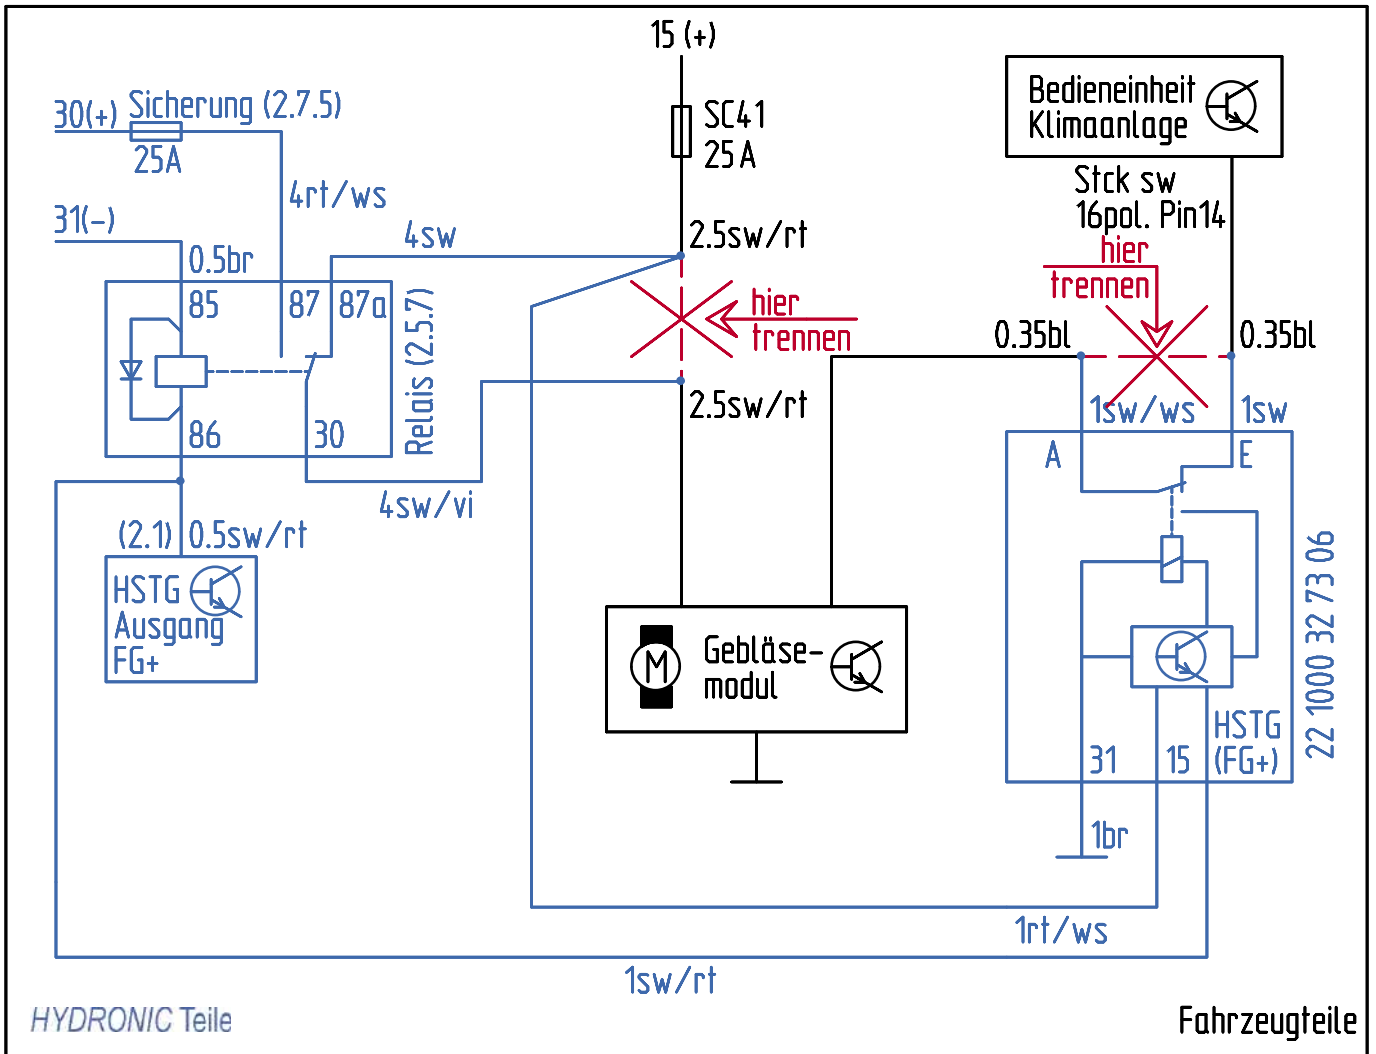 15 (+)
SC41
25 A
Bedieneinheit
Klimaanlage
Stck sw
16pol. Pin14
hier
trennen
30(+)
Sicherung (2.7.5)
25A
4rt/ws
31(-)
0.5br
4sw
2.5sw/rt
85
87
87a
Relais (2.5.7)
hier
trennen
0.35bl
0.35bl
2.5sw/rt
1sw/ws
1sw
86
30
A
E
4sw/vi
(2.1)
0.5sw/rt
HSTG
Ausgang
FG+
M
Gebläse-
modul
22 1000 32 73 06
HSTG
(FG+)
31
15
1br
1rt/ws
1sw/rt
HYDRONIC Teile
Fahrzeugteile